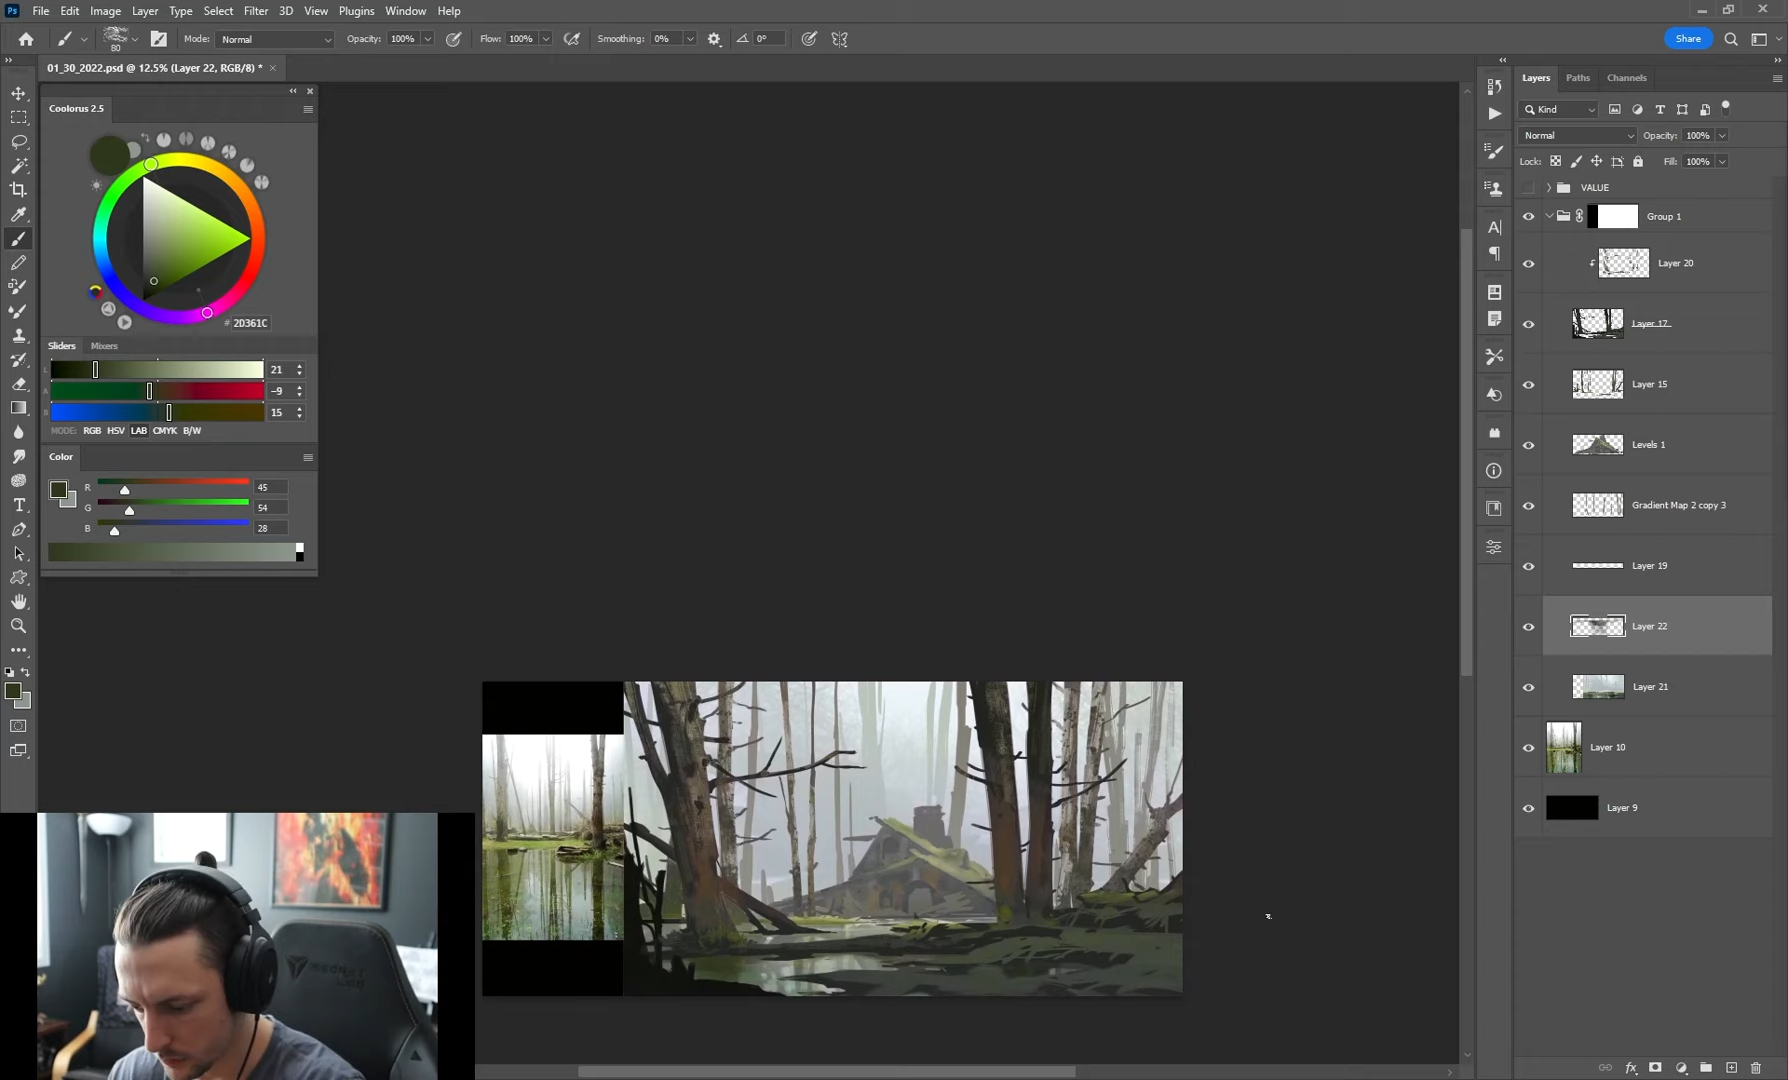 Ps File Edit Image Layer Type Select Filter 3D View Plugins Window Help
80 Mode: Normal Opacity: 100% Flow: 100% Smoothing: 0% 0° Share
01_30_2022.psd @ 12.5% (Layer 22, RGB/8) *
Coolorus 2.5
# 2D361C
Sliders Mixers
L 21
A -9
B 15
MODE: RGB HSV LAB CMYK B/W
Color
R 45
G 54
B 28
Layers Paths Channels
Kind
Normal Opacity: 100%
Lock: Fill: 100%
VALUE
Group 1
Layer 20
Layer 17
Layer 15
Levels 1
Gradient Map 2 copy 3
Layer 19
Layer 22
Layer 21
Layer 10
Layer 9